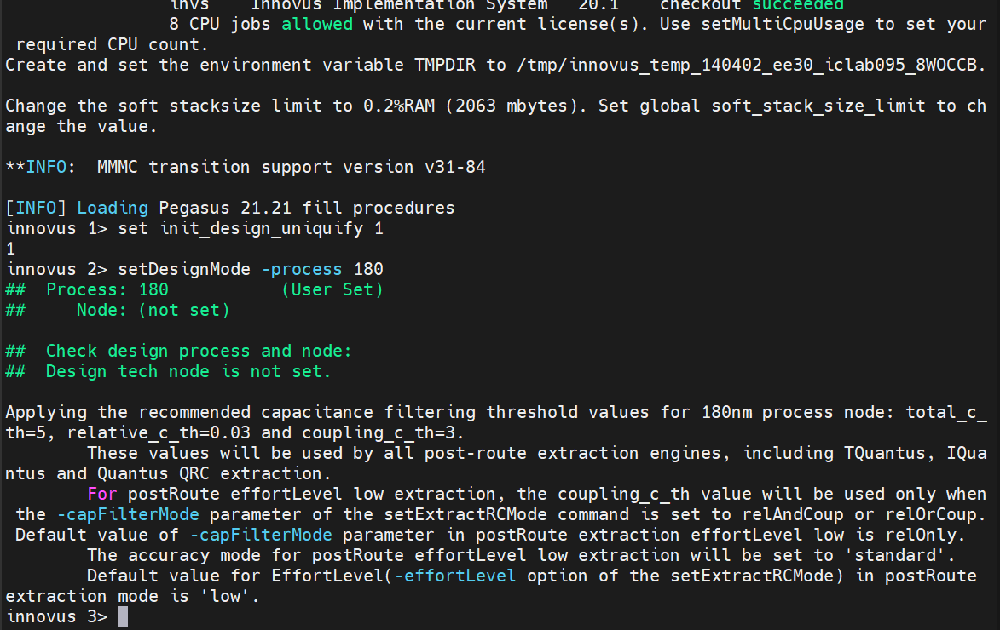 invs    Innovus Implementation System   20.1    checkout succeeded
8 CPU jobs allowed with the current license(s). Use setMultiCpuUsage to set your
required CPU count.
Create and set the environment variable TMPDIR to /tmp/innovus_temp_140402_ee30_iclab095_8WOCCB.
Change the soft stacksize limit to 0.2%RAM (2063 mbytes). Set global soft_stack_size_limit to ch
ange the value.
**INFO:  MMMC transition support version v31-84
[INFO] Loading Pegasus 21.21 fill procedures
innovus 1> set init_design_uniquify 1
1
innovus 2> setDesignMode -process 180
##  Process: 180           (User Set)
##     Node: (not set)
##  Check design process and node:
##  Design tech node is not set.
Applying the recommended capacitance filtering threshold values for 180nm process node: total_c_
th=5, relative_c_th=0.03 and coupling_c_th=3.
These values will be used by all post-route extraction engines, including TQuantus, IQua
ntus and Quantus QRC extraction.
For postRoute effortLevel low extraction, the coupling_c_th value will be used only when
the -capFilterMode parameter of the setExtractRCMode command is set to relAndCoup or relOrCoup.
Default value of -capFilterMode parameter in postRoute extraction effortLevel low is relOnly.
The accuracy mode for postRoute effortLevel low extraction will be set to 'standard'.
Default value for EffortLevel(-effortLevel option of the setExtractRCMode) in postRoute
extraction mode is 'low'.
innovus 3>